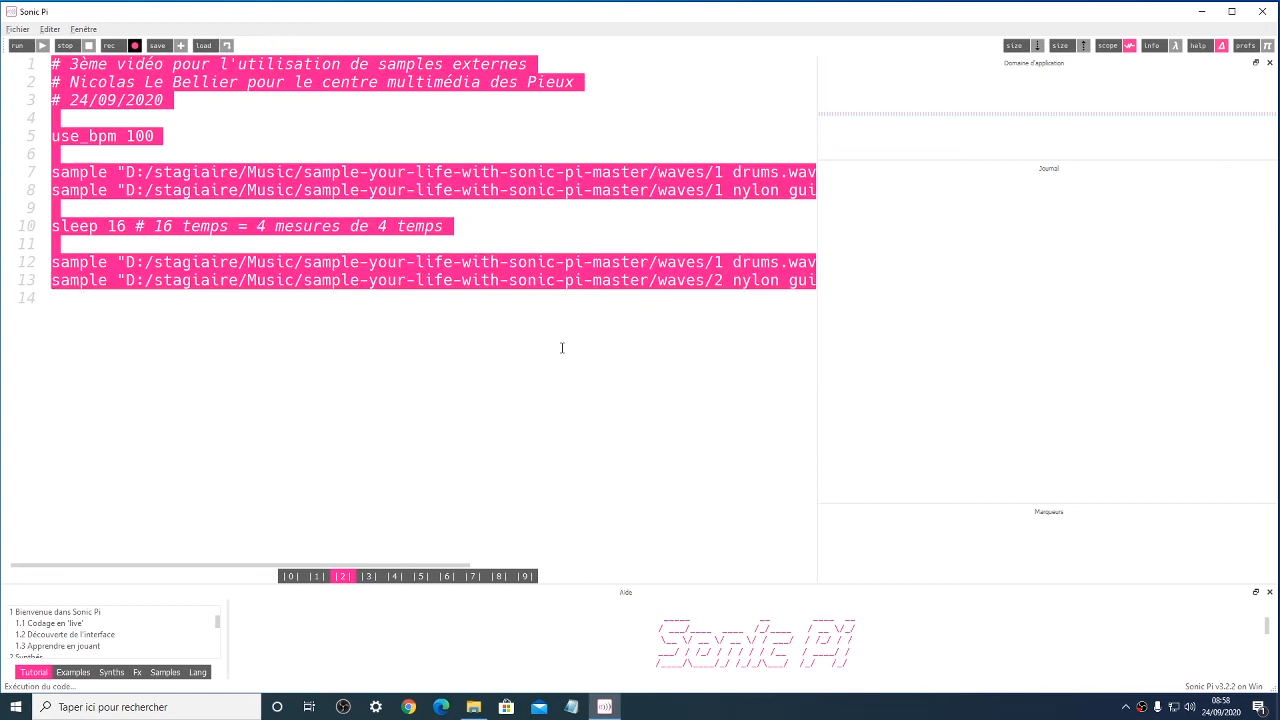 Sonic Pi
Fichier Editer Fenêtre
run stop rec save load size size scope info help prefs
1 # 3ème vidéo pour l'utilisation de samples externes
2 # Nicolas Le Bellier pour le centre multimédia des Pieux
3 # 24/09/2020
4
5 use_bpm 100
6
7 sample "D:/stagiaire/Music/sample-your-life-with-sonic-pi-master/waves/1 drums.wav
8 sample "D:/stagiaire/Music/sample-your-life-with-sonic-pi-master/waves/1 nylon gui
9
10 sleep 16 # 16 temps = 4 mesures de 4 temps
11
12 sample "D:/stagiaire/Music/sample-your-life-with-sonic-pi-master/waves/1 drums.wav
13 sample "D:/stagiaire/Music/sample-your-life-with-sonic-pi-master/waves/2 nylon gui
14
Domaine d'application
Journal
Marqueurs
|0| |1| |2| |3| |4| |5| |6| |7| |8| |9|
Aide
1 Bienvenue dans Sonic Pi
1.1 Codage en 'live'
1.2 Découverte de l'interface
1.3 Apprendre en jouant
2 Synthés
Tutorial Examples Synths Fx Samples Lang
Sonic Pi
Exécution du code...
Sonic Pi v3.2.2 on Win
Taper ici pour rechercher
08:58
24/09/2020